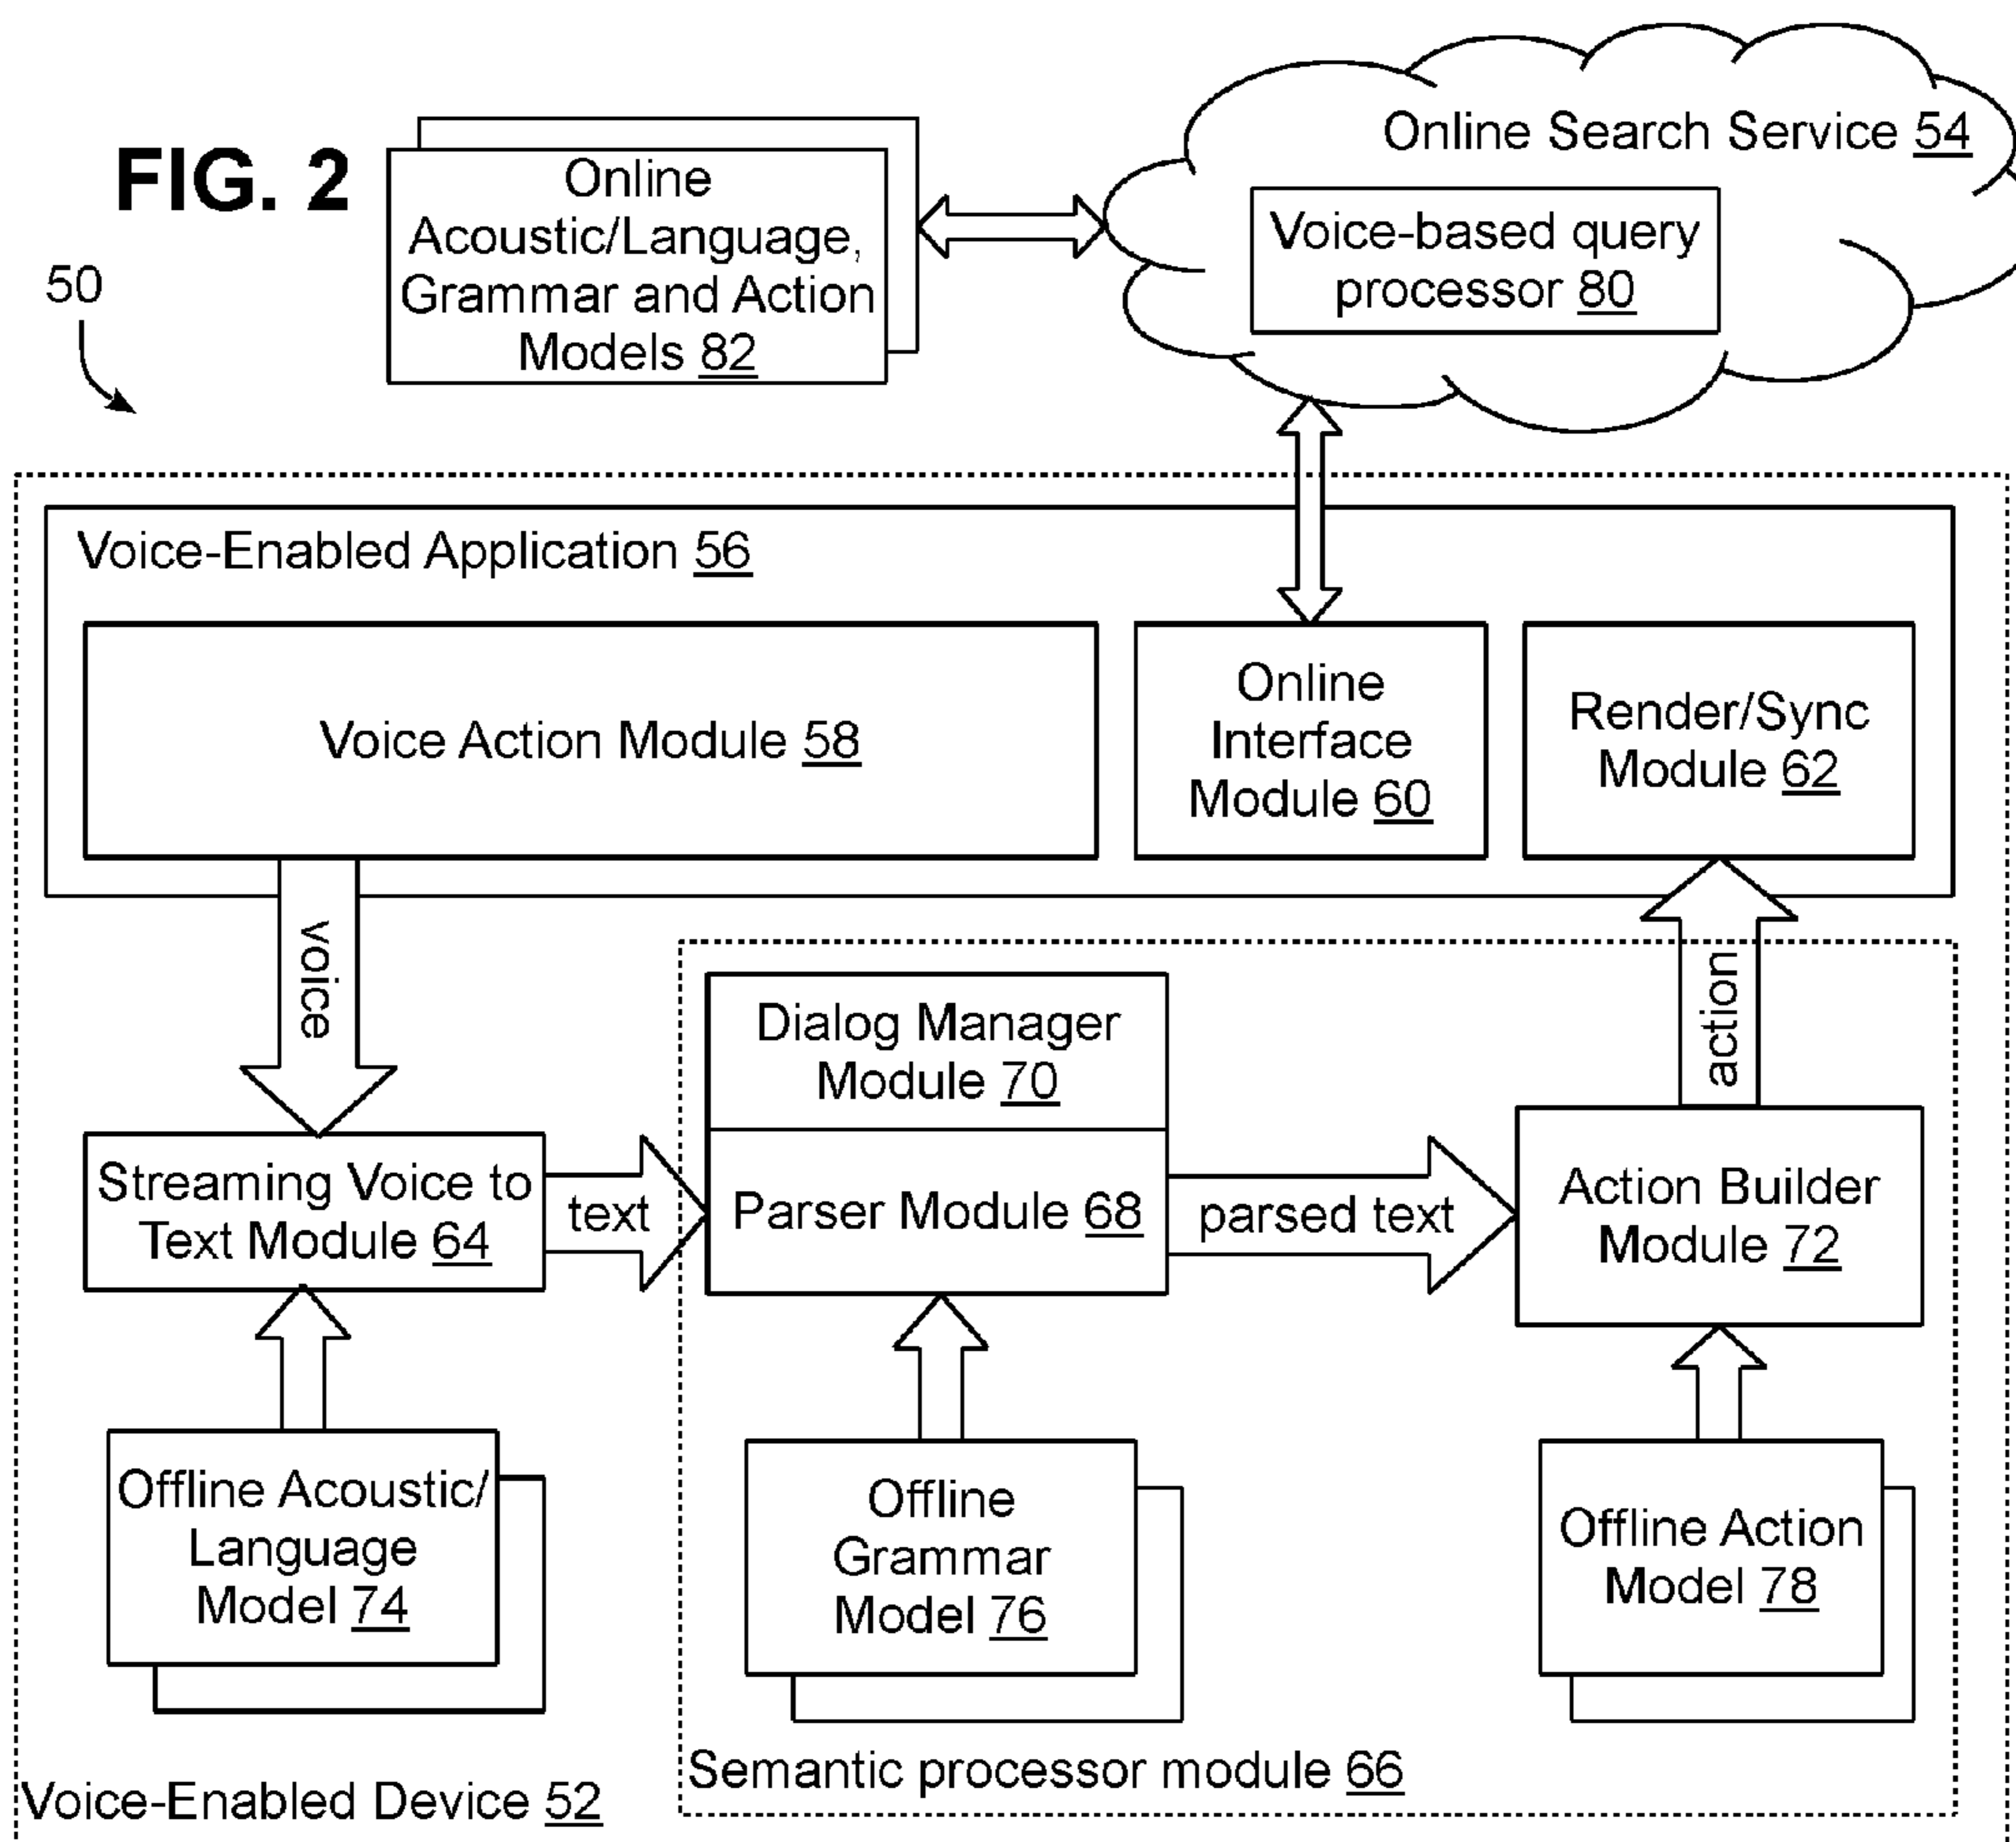 FIG. 2
50
Online
Acoustic/Language,
Grammar and Action
Models 82
Online Search Service 54
Voice-based query
processor 80
Voice-Enabled Application 56
Voice Action Module 58
Online
Interface
Module 60
Render/Sync
Module 62
voice
action
Dialog Manager
Module 70
Streaming Voice to
Text Module 64
text
Parser Module 68
parsed text
Action Builder
Module 72
Offline Acoustic/
Language
Model 74
Offline
Grammar
Model 76
Offline Action
Model 78
Semantic processor module 66
Voice-Enabled Device 52